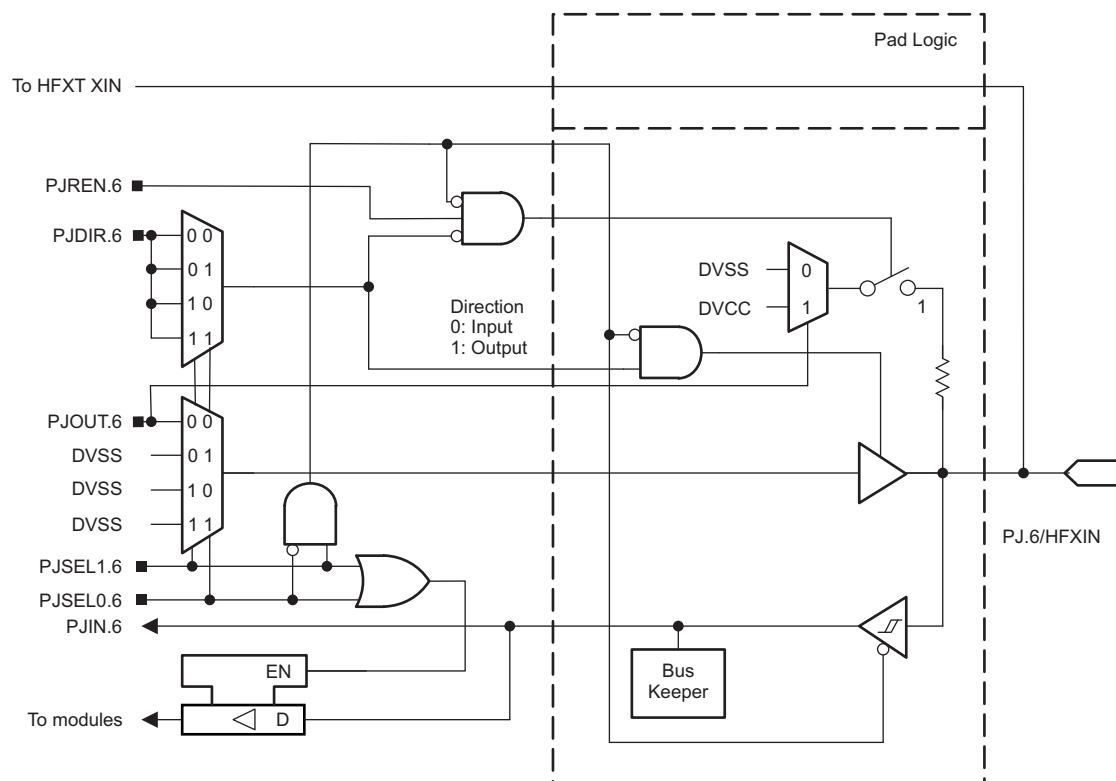 Pad Logic
To HFXT XIN
PJREN.6
PJDIR.6
0 0
0 1
1 0
1 1
DVSS
0
DVCC
1
1
Direction
0: Input
1: Output
PJOUT.6
0 0
DVSS
0 1
DVSS
1 0
DVSS
1 1
PJ.6/HFXIN
PJSEL1.6
PJSEL0.6
PJIN.6
EN
Bus
Keeper
To modules
D